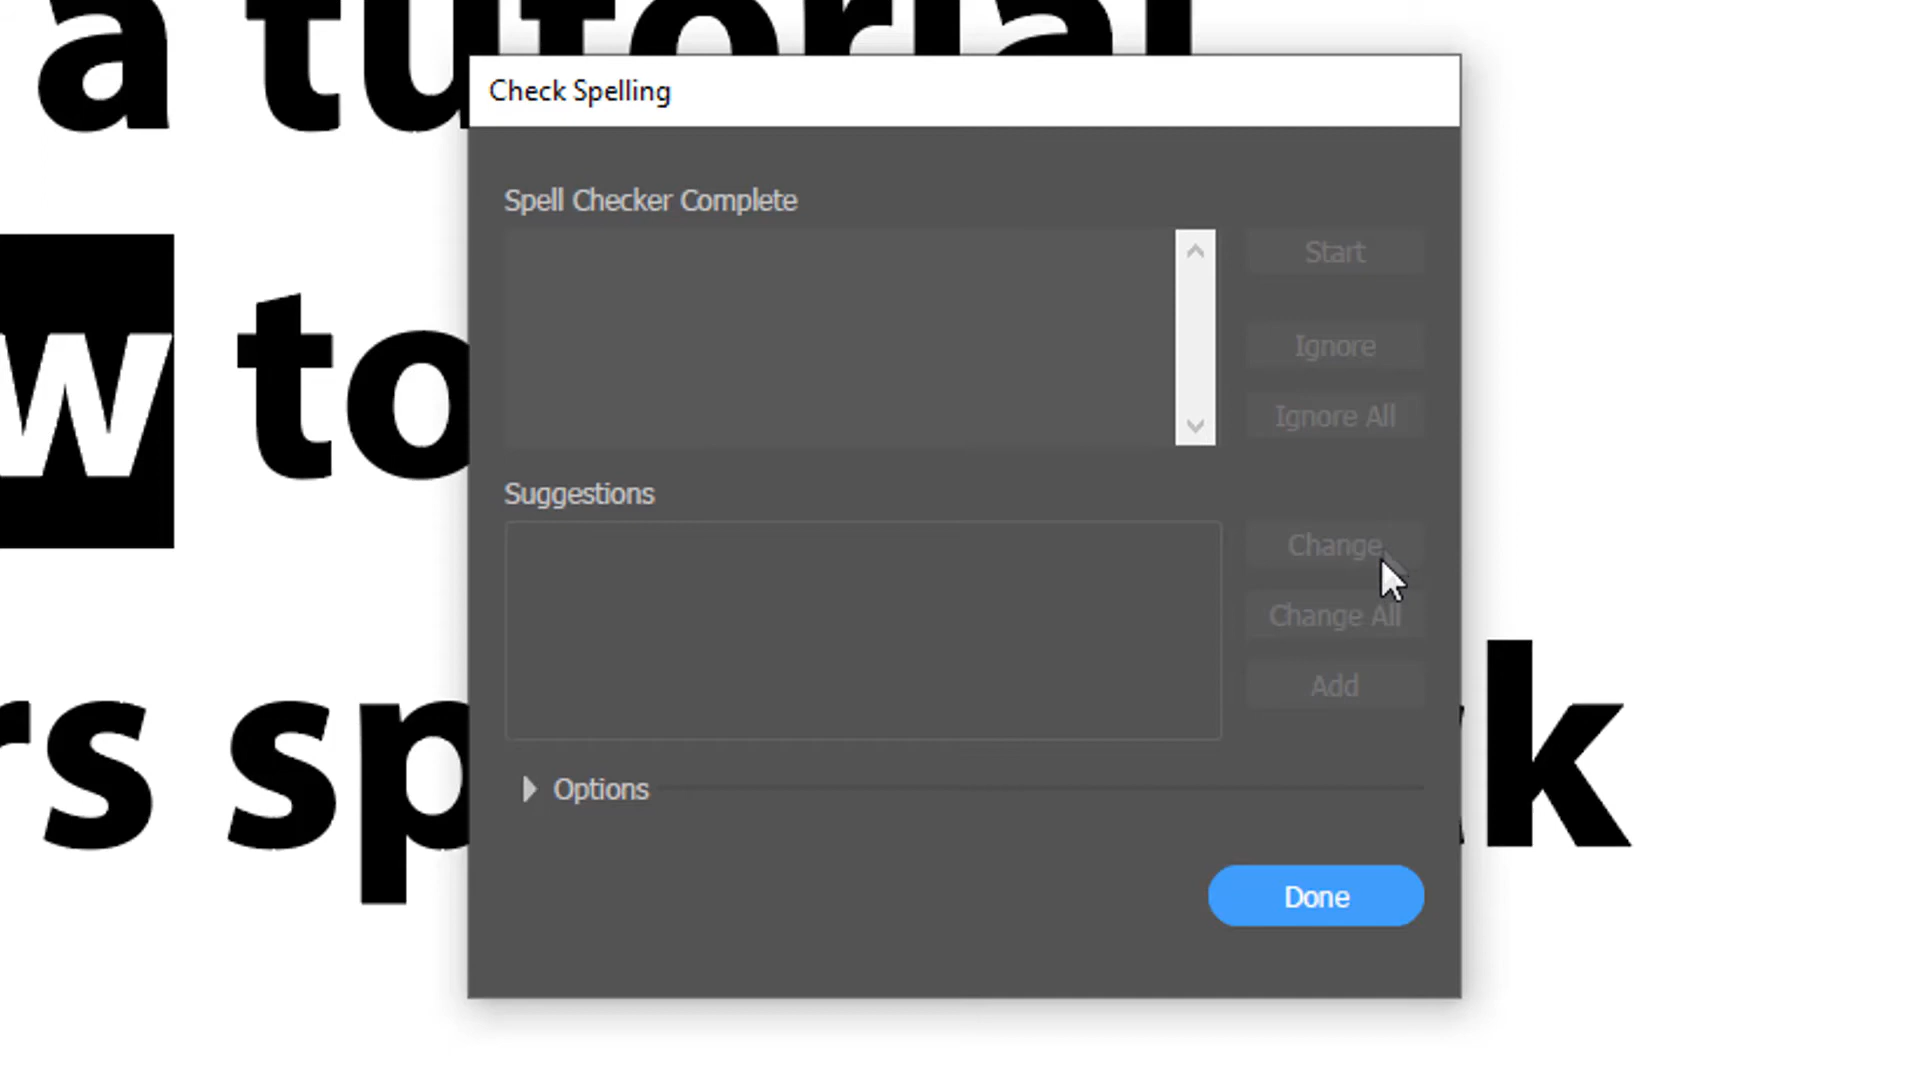 a tutorial
Check Spelling
Spell Checker Complete
Start
w to
Ignore
Ignore All
Suggestions
Change
Change All
Add
rs sp k
Options
Done